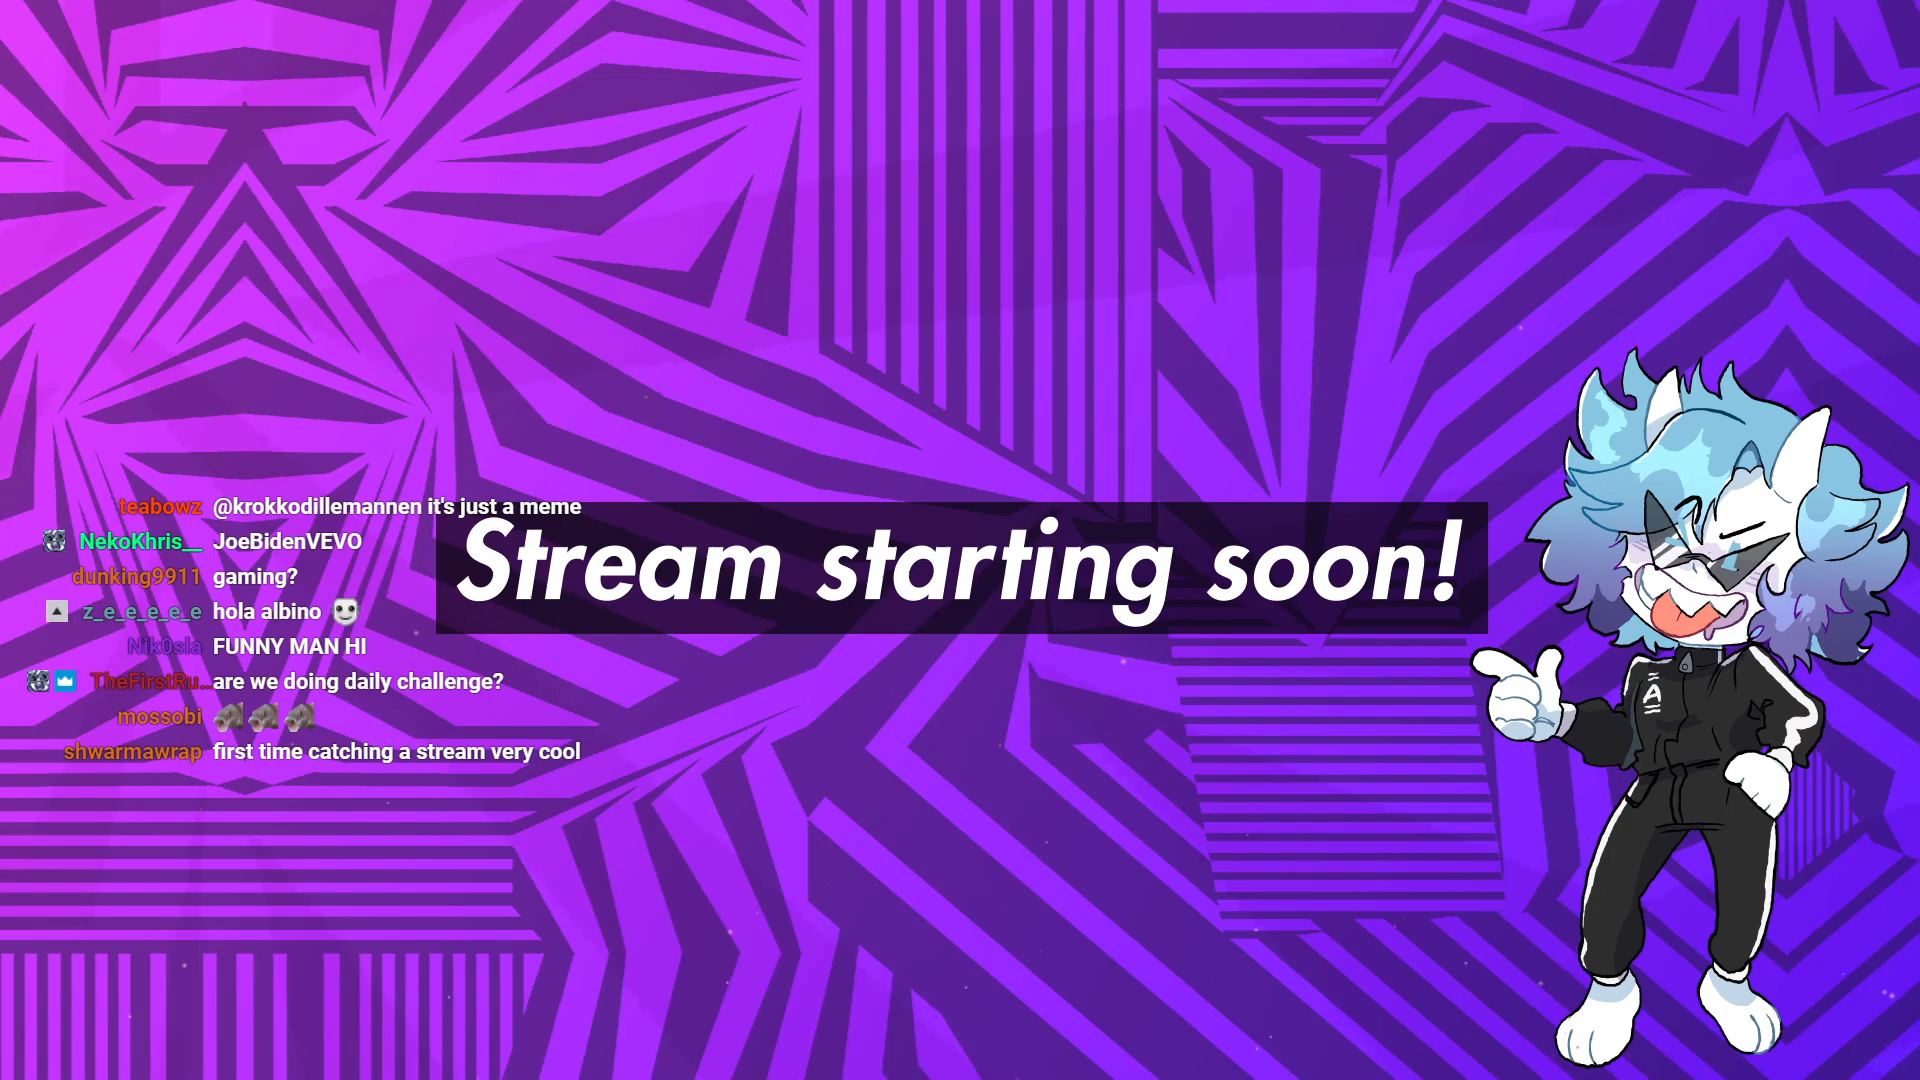 teabowz @krokkodillemannen it's just a meme
NekoKhris__ JoeBidenVEVO
dunking9911 gaming?
z_e_e_e_e_e hola albino
Nik0sla FUNNY MAN HI
TheFirstRu... are we doing daily challenge?
mossobi
shwarmawrap first time catching a stream very cool
Stream starting soon!
A